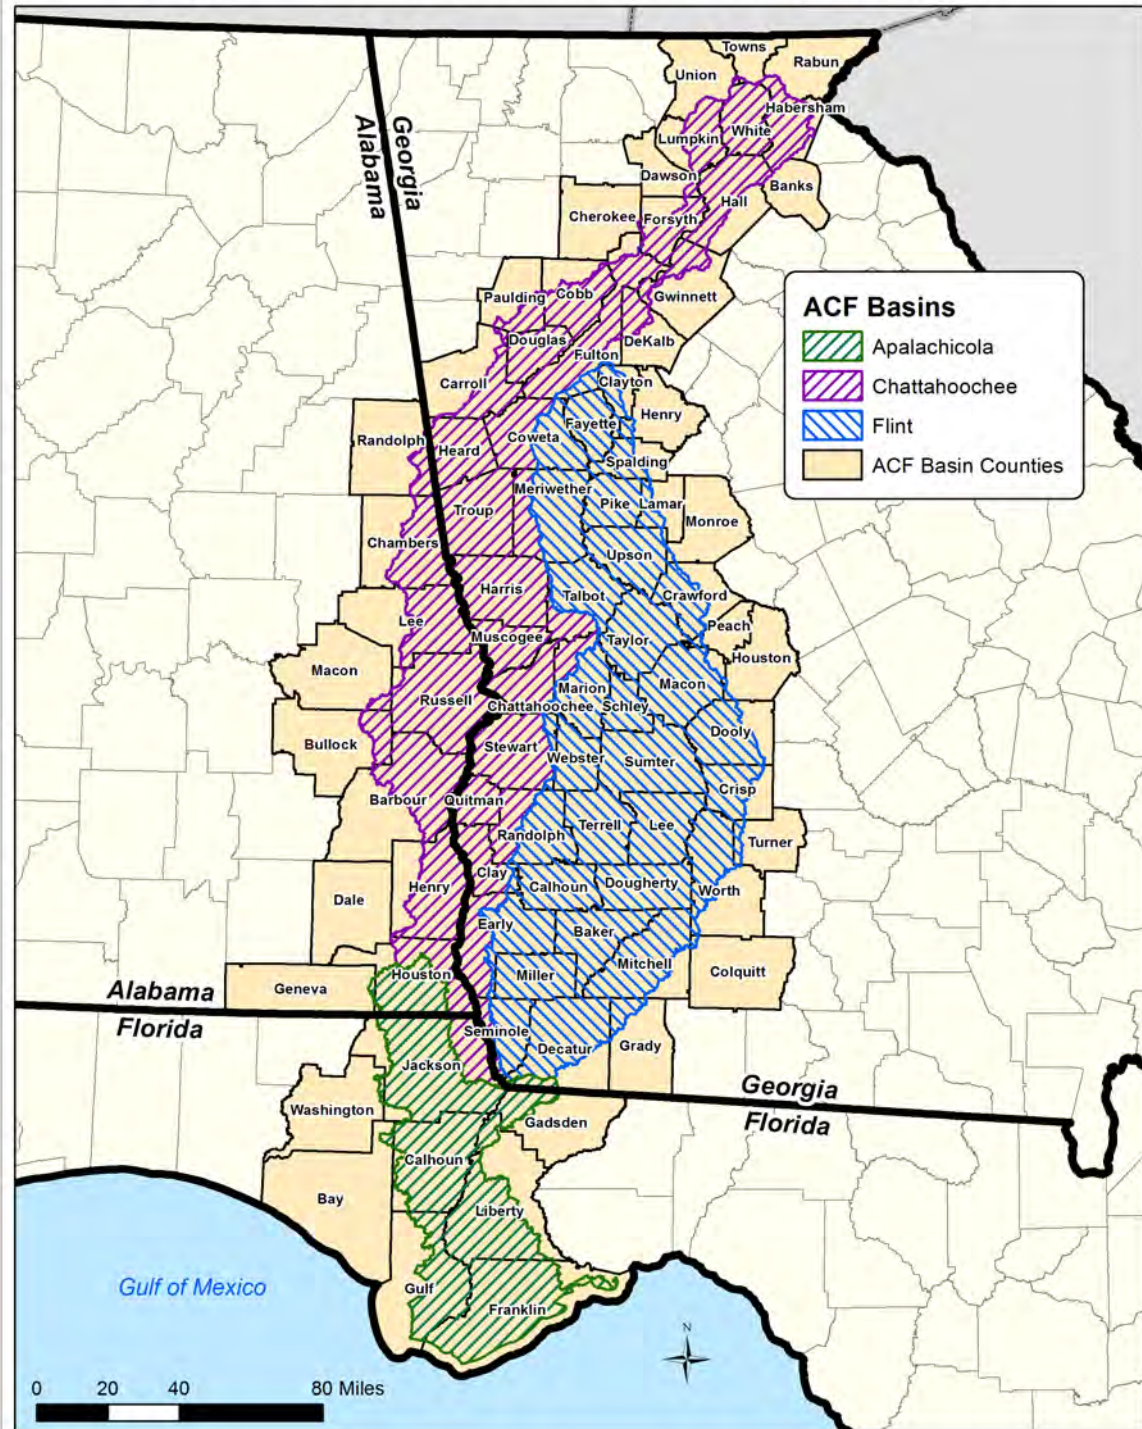 Towns
Rabun
Union
Habersham
White
Lumpkin
Georgia
Alabama
Dawson
Banks
Hall
Cherokee
Forsyth
Paulding
Cobb
Gwinnett
Douglas
DeKalb
Fulton
Carroll
Clayton
Henry
Fayette
Randolph
Coweta
Heard
Spalding
Meriwether
Pike
Lamar
Troup
Monroe
Chambers
Upson
Harris
Talbot
Crawford
Lee
Peach
Muscogee
Taylor
Houston
Macon
Macon
Marion
Russell
Chattahoochee
Schley
Dooly
Bullock
Stewart
Webster
Sumter
Crisp
Barbour
Quitman
Randolph
Terrell
Lee
Turner
Clay
Henry
Calhoun
Dougherty
Worth
Dale
Early
Baker
Mitchell
Houston
Miller
Colquitt
Geneva
Alabama
Florida
Seminole
Decatur
Grady
Jackson
Georgia
Florida
Washington
Gadsden
Calhoun
Bay
Liberty
Gulf of Mexico
Gulf
Franklin
N
0 20 40 80 Miles
ACF Basins
Apalachicola
Chattahoochee
Flint
ACF Basin Counties